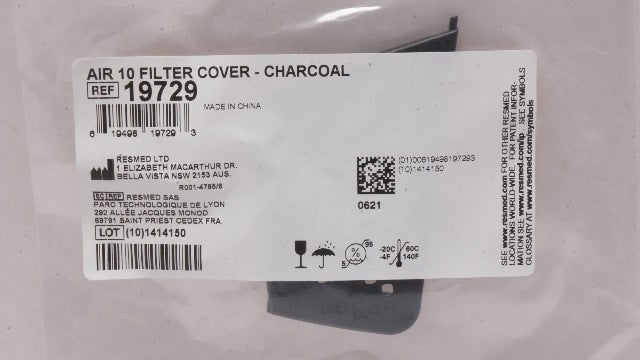 AIR 10 FILTER COVER - CHARCOAL
REF 19729
MADE IN CHINA
6 19498 19729 3
RESMED LTD
1 ELIZABETH MACARTHUR DR.
BELLA VISTA NSW 2153 AUS.
R001-4785/6
EC REP RESMED SAS
PARC TECHNOLOGIQUE DE LYON
292 ALLÉE JACQUES MONOD
69791 SAINT PRIEST CEDEX FRA.
LOT (10)1414150
(01)00619498197293
(10)1414150
0621
5 % 95
-20C 60C
-4F 140F
SEE www.resmed.com FOR OTHER RESMED
LOCATIONS WORLD-WIDE. FOR PATENT INFOR-
MATION SEE www.resmed.com/ip . SEE SYMBOLS
GLOSSARY AT www.resmed.com/symbols